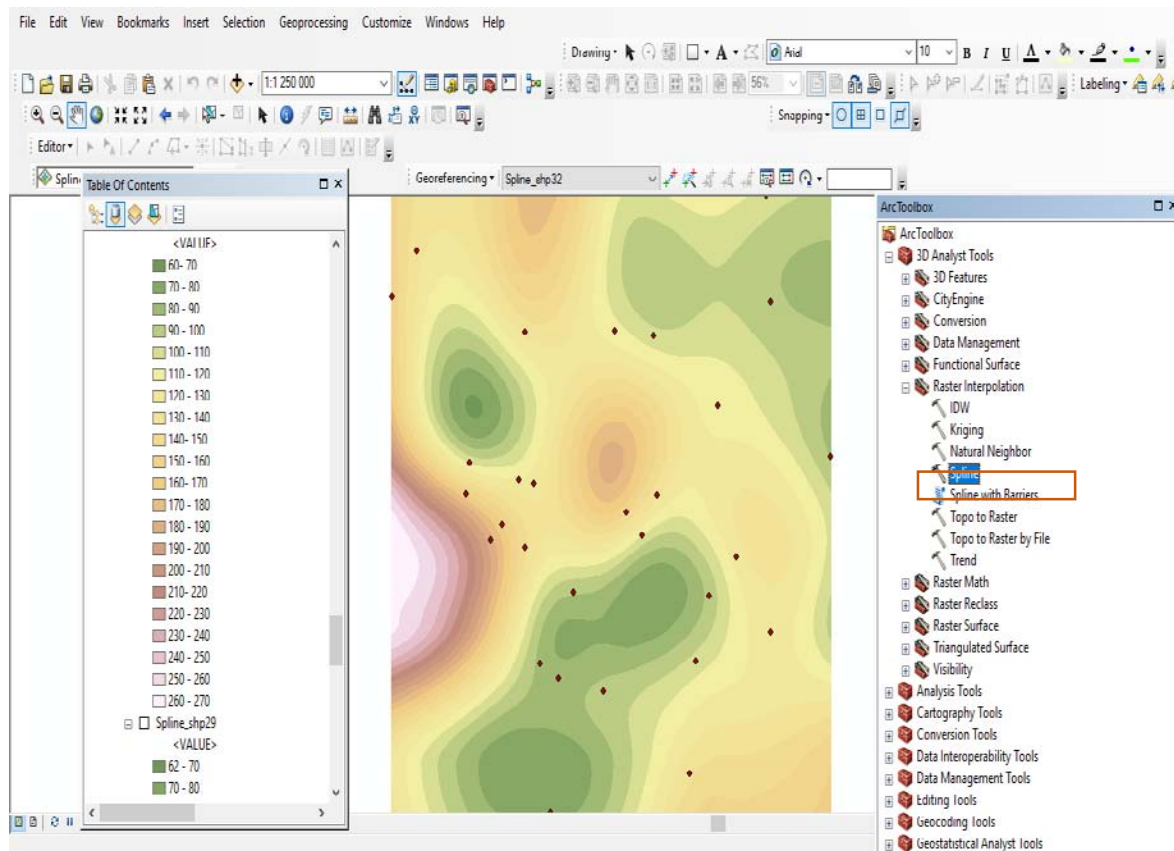 File Edit View Bookmarks Insert Selection Geoprocessing Customize Windows Help
Drawing A Arial 10 B I U A
1:1 250 000 56% Labeling
Snapping
Editor
Georeferencing Spline_shp32
Table Of Contents
<VALUE>
60- 70
70 - 80
80 - 90
90 - 100
100 - 110
110 - 120
120 - 130
130 - 140
140- 150
150 - 160
160- 170
170 - 180
180 - 190
190 - 200
200 - 210
210- 220
220 - 230
230 - 240
240 - 250
250 - 260
260 - 270
Spline_shp29
<VALUE>
62 - 70
70 - 80
ArcToolbox
ArcToolbox
3D Analyst Tools
3D Features
CityEngine
Conversion
Data Management
Functional Surface
Raster Interpolation
IDW
Kriging
Natural Neighbor
Spline
Spline with Barriers
Topo to Raster
Topo to Raster by File
Trend
Raster Math
Raster Reclass
Raster Surface
Triangulated Surface
Visibility
Analysis Tools
Cartography Tools
Conversion Tools
Data Interoperability Tools
Data Management Tools
Editing Tools
Geocoding Tools
Geostatistical Analyst Tools